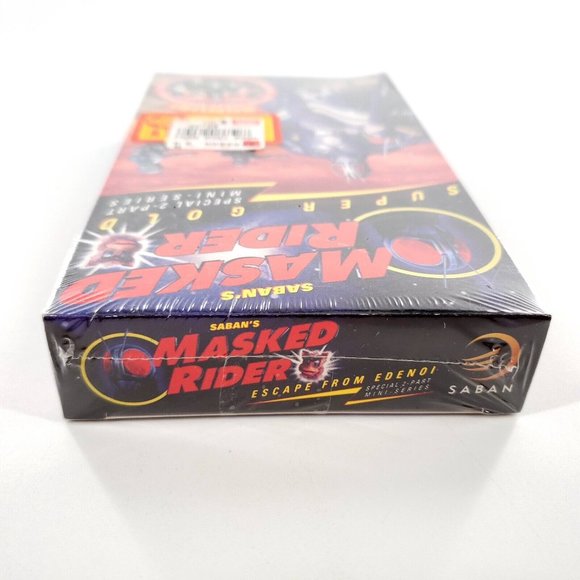 SPECIAL 2-PART
MINI-SERIES
SUPER GOLD
MASKED
RIDER
SABAN'S
SABAN'S
MASKED
RIDER
ESCAPE FROM EDENOI
SPECIAL 2-PART
MINI-SERIES
SABAN